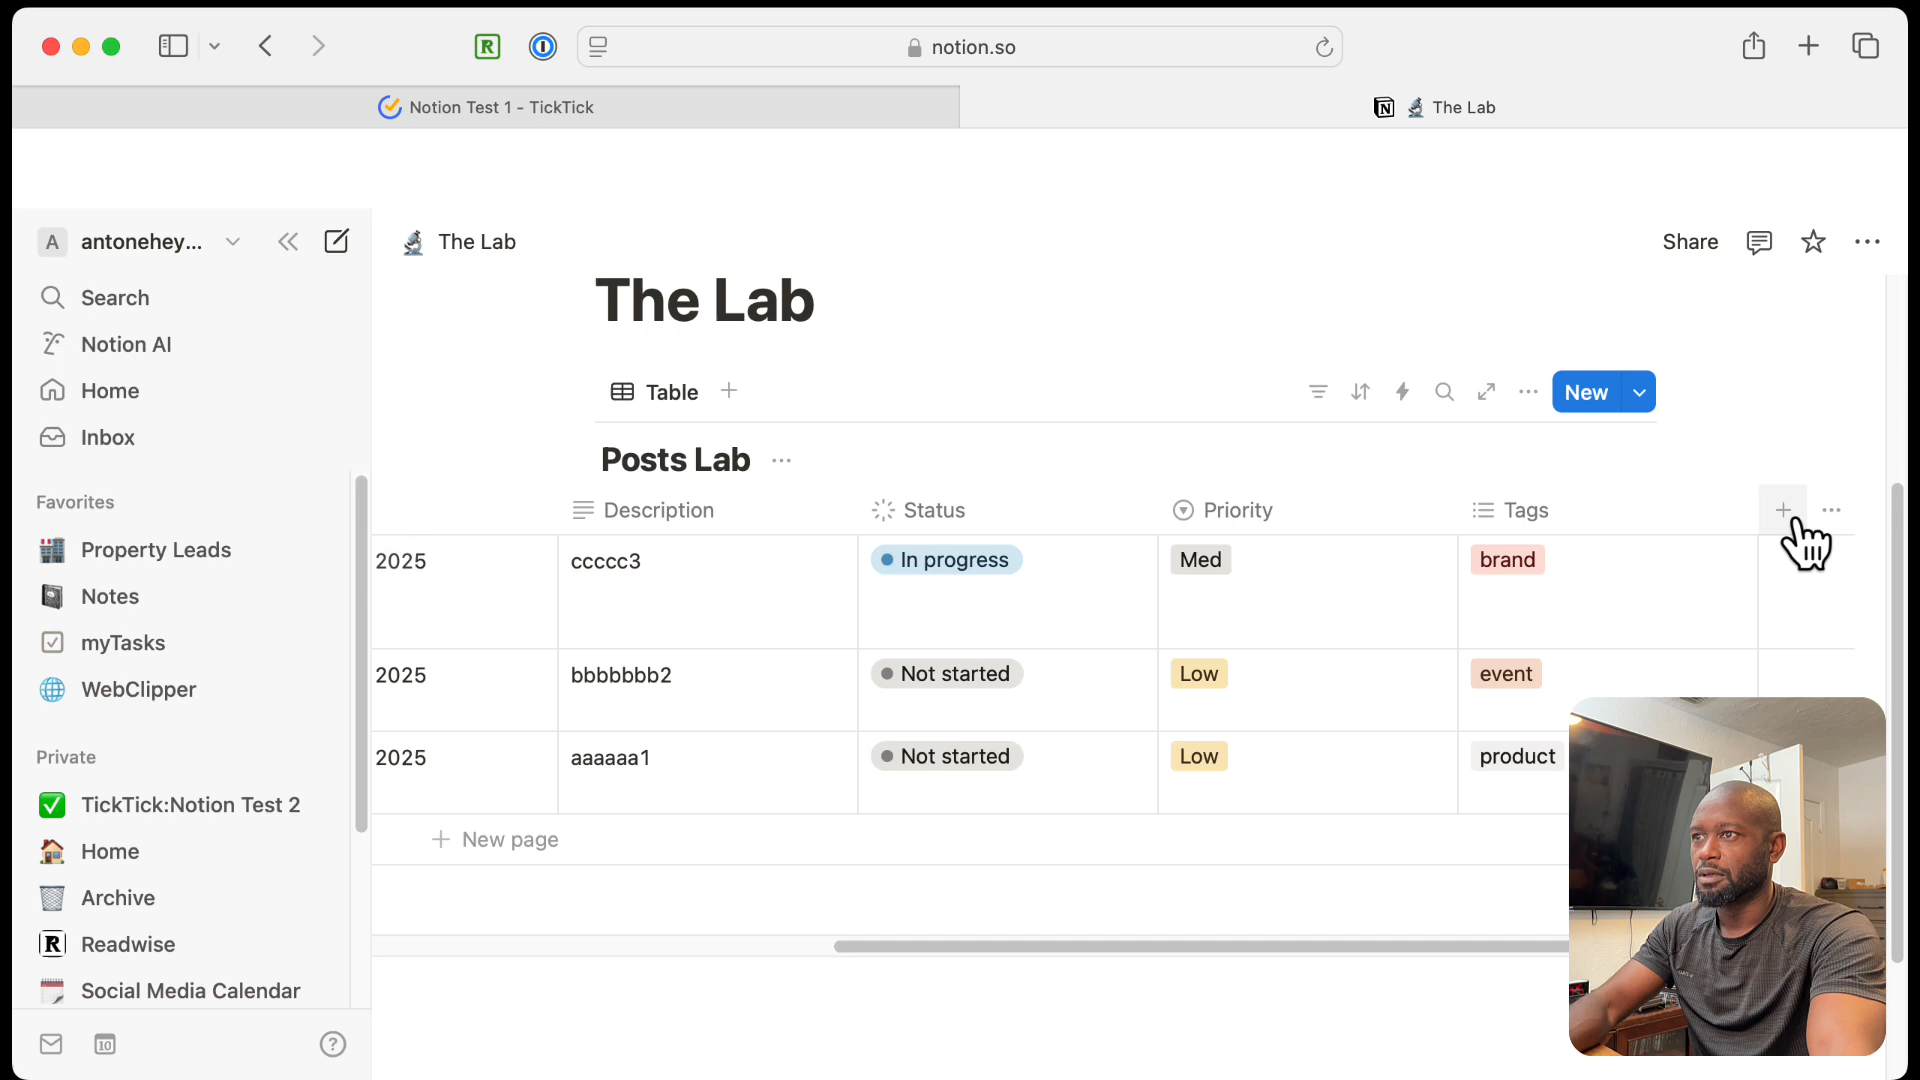 notion.so
Notion Test 1 - TickTick
The Lab
A antonehey...
The Lab
Share
Search
Notion AI
Home
Inbox
Favorites
Property Leads
Notes
myTasks
WebClipper
Private
TickTick:Notion Test 2
Home
Archive
Readwise
Social Media Calendar
10
The Lab
Table
New
Posts Lab
Description Status Priority Tags
2025 ccccc3 In progress Med brand
2025 bbbbbbb2 Not started Low event
2025 aaaaaa1 Not started Low product
New page